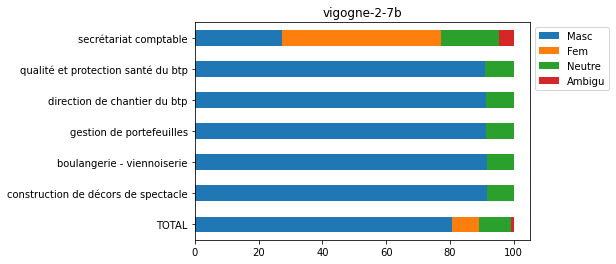 vigogne-2-7b
secrétariat comptable
qualité et protection santé du btp
direction de chantier du btp
gestion de portefeuilles
boulangerie - viennoiserie
construction de décors de spectacle
TOTAL
0 20 40 60 80 100
Masc
Fem
Neutre
Ambigu